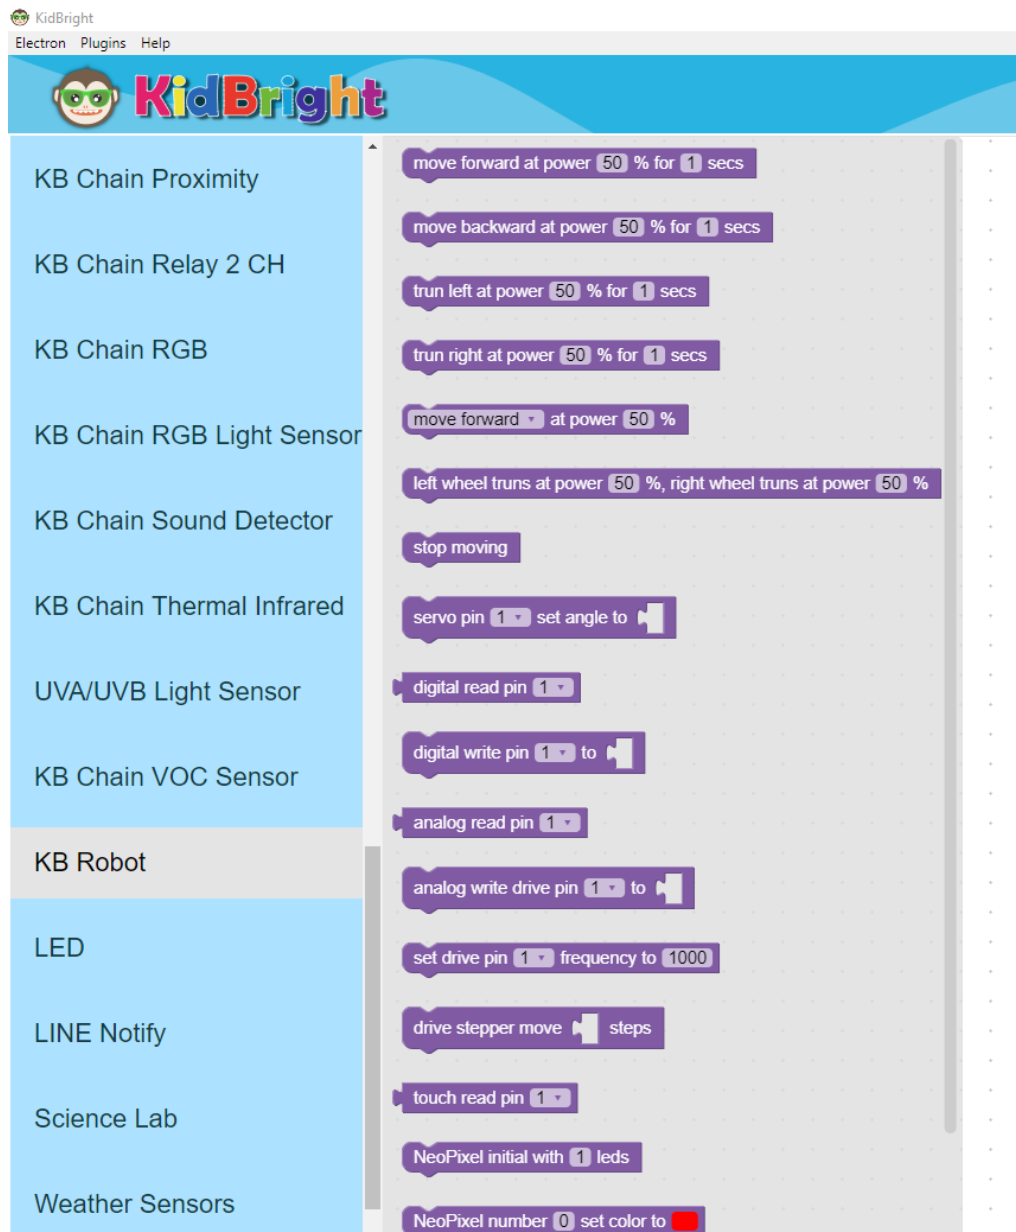 KidBright
Electron Plugins Help
KidBright
KB Chain Proximity
KB Chain Relay 2 CH
KB Chain RGB
KB Chain RGB Light Sensor
KB Chain Sound Detector
KB Chain Thermal Infrared
UVA/UVB Light Sensor
KB Chain VOC Sensor
KB Robot
LED
LINE Notify
Science Lab
Weather Sensors
move forward at power 50 % for 1 secs
move backward at power 50 % for 1 secs
trun left at power 50 % for 1 secs
trun right at power 50 % for 1 secs
move forward at power 50 %
left wheel truns at power 50 %, right wheel truns at power 50 %
stop moving
servo pin 1 set angle to
digital read pin 1
digital write pin 1 to
analog read pin 1
analog write drive pin 1 to
set drive pin 1 frequency to 1000
drive stepper move steps
touch read pin 1
NeoPixel initial with 1 leds
NeoPixel number 0 set color to